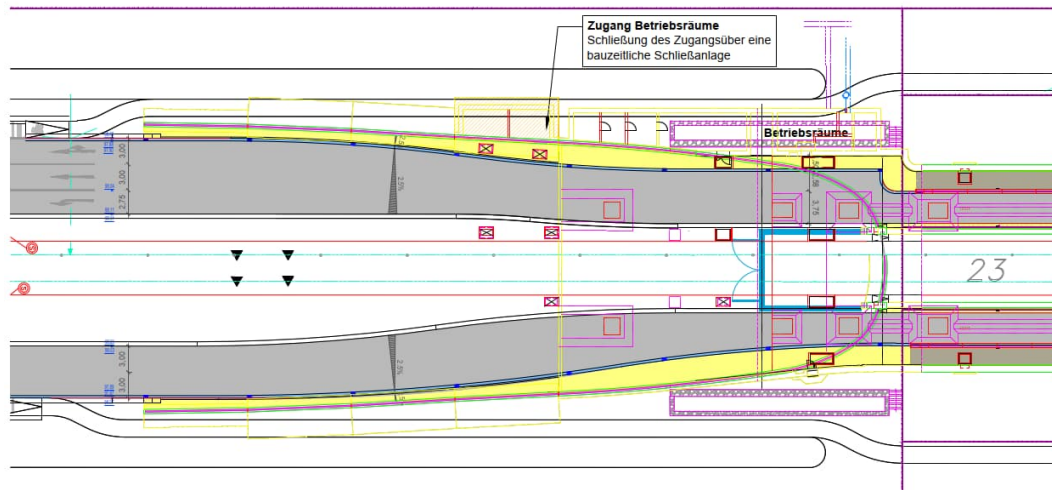 Zugang Betriebsräume
Schließung des Zugangsüber eine
bauzeitliche Schließanlage
Betriebsräume
3,00
3,00
2,75
2,5%
3,75
23
3,00
3,00
2,5%